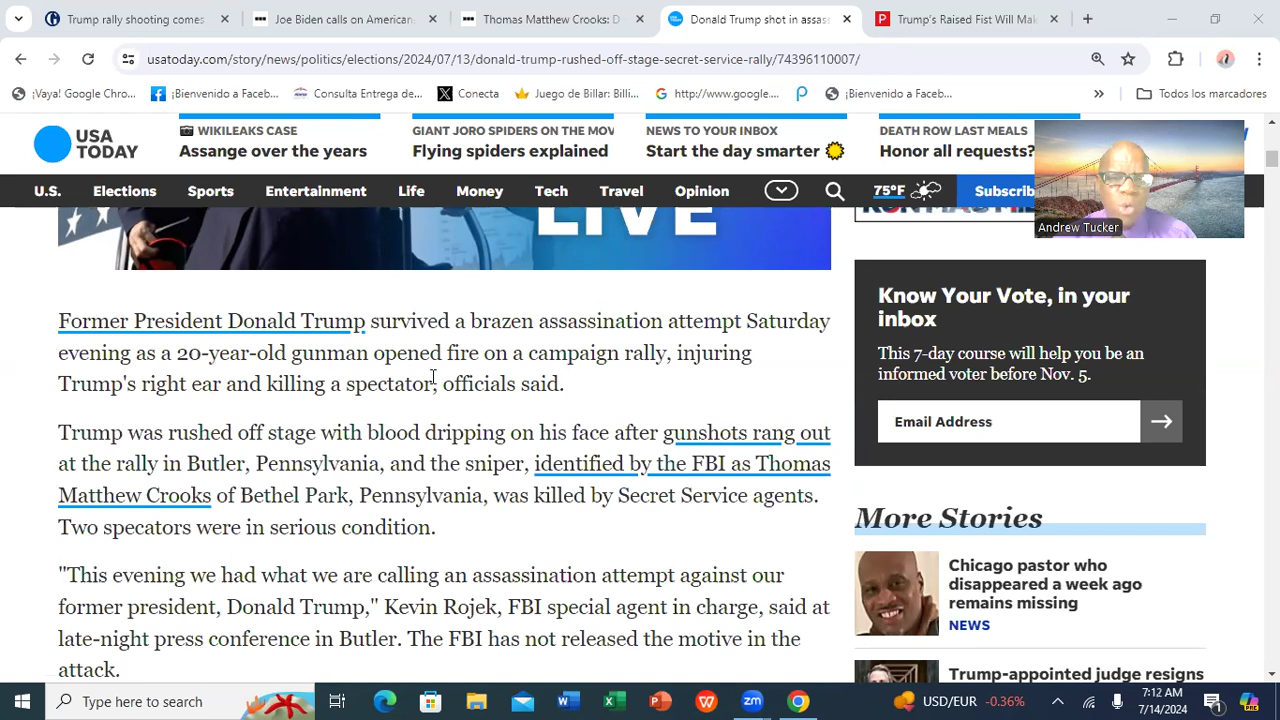 Trump rally shooting comes
Joe Biden calls on American
Thomas Matthew Crooks: D
Donald Trump shot in assas
Trump's Raised Fist Will Mak
usatoday.com/story/news/politics/elections/2024/07/13/donald-trump-rushed-off-stage-secret-service-rally/74396110007/
¡Vaya! Google Chro...
¡Bienvenido a Faceb...
Consulta Entrega de...
Conecta
Juego de Billar: Billi...
http://www.google....
¡Bienvenido a Faceb...
Todos los marcadores
USA
TODAY
WIKILEAKS CASE
Assange over the years
GIANT JORO SPIDERS ON THE MOV
Flying spiders explained
NEWS TO YOUR INBOX
Start the day smarter
DEATH ROW LAST MEALS
Honor all requests?
U.S.
Elections
Sports
Entertainment
Life
Money
Tech
Travel
Opinion
75°F
Subscrib
Andrew Tucker
LIVE
Former President Donald Trump survived a brazen assassination attempt Saturday
evening as a 20-year-old gunman opened fire on a campaign rally, injuring
Trump's right ear and killing a spectator, officials said.
Trump was rushed off stage with blood dripping on his face after gunshots rang out
at the rally in Butler, Pennsylvania, and the sniper, identified by the FBI as Thomas
Matthew Crooks of Bethel Park, Pennsylvania, was killed by Secret Service agents.
Two specators were in serious condition.
"This evening we had what we are calling an assassination attempt against our
former president, Donald Trump," Kevin Rojek, FBI special agent in charge, said at
late-night press conference in Butler. The FBI has not released the motive in the
attack.
Know Your Vote, in your
inbox
This 7-day course will help you be an
informed voter before Nov. 5.
Email Address
More Stories
Chicago pastor who
disappeared a week ago
remains missing
NEWS
Trump-appointed judge resigns
Type here to search
USD/EUR -0.36%
7:12 AM
7/14/2024